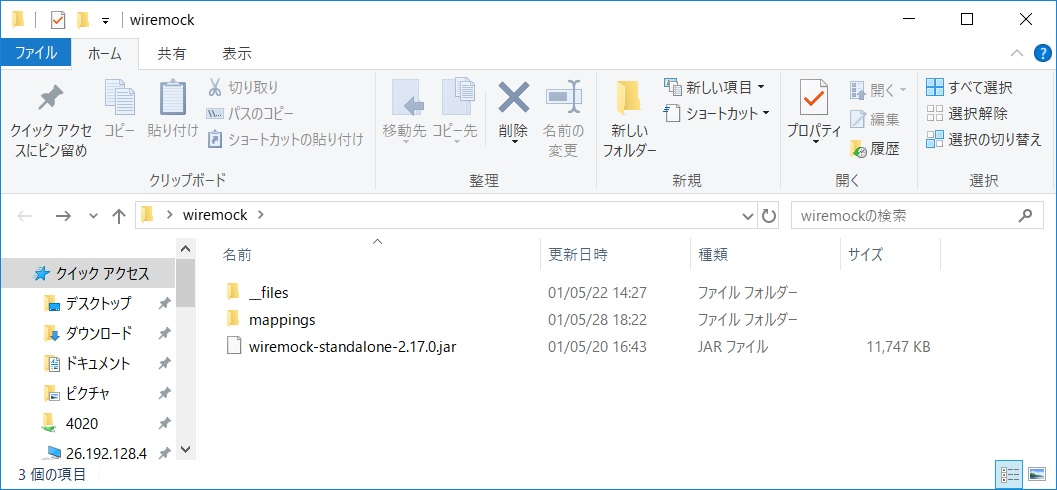 wiremock
ファイル ホーム 共有 表示
クイック アクセスにピン留め
コピー
貼り付け
切り取り
パスのコピー
ショートカットの貼り付け
クリップボード
移動先
コピー先
削除
名前の変更
整理
新しいフォルダー
新しい項目
ショートカット
新規
プロパティ
開く
編集
履歴
開く
すべて選択
選択解除
選択の切り替え
選択
wiremock
wiremockの検索
名前 更新日時 種類 サイズ
クイック アクセス
デスクトップ
ダウンロード
ドキュメント
ピクチャ
4020
26.192.128.4
__files 01/05/22 14:27 ファイル フォルダー
mappings 01/05/28 18:22 ファイル フォルダー
wiremock-standalone-2.17.0.jar 01/05/20 16:43 JAR ファイル 11,747 KB
3 個の項目